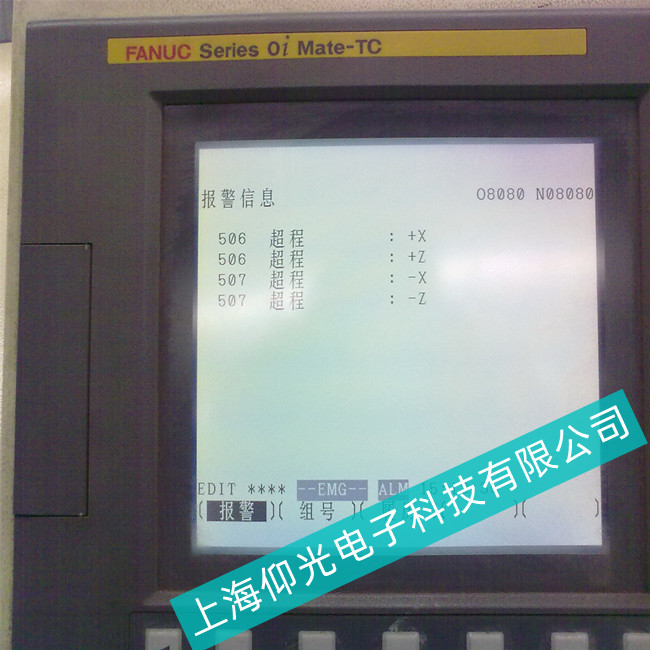 FANUC Series 0i Mate-TC
报警信息 O8080 N08080
506 超程 : +X
506 超程 : +Z
507 超程 : -X
507 超程 : -Z
EDIT **** --EMG-- ALM
( 报警 )( 组号 )( )( )
上海仰光电子科技有限公司